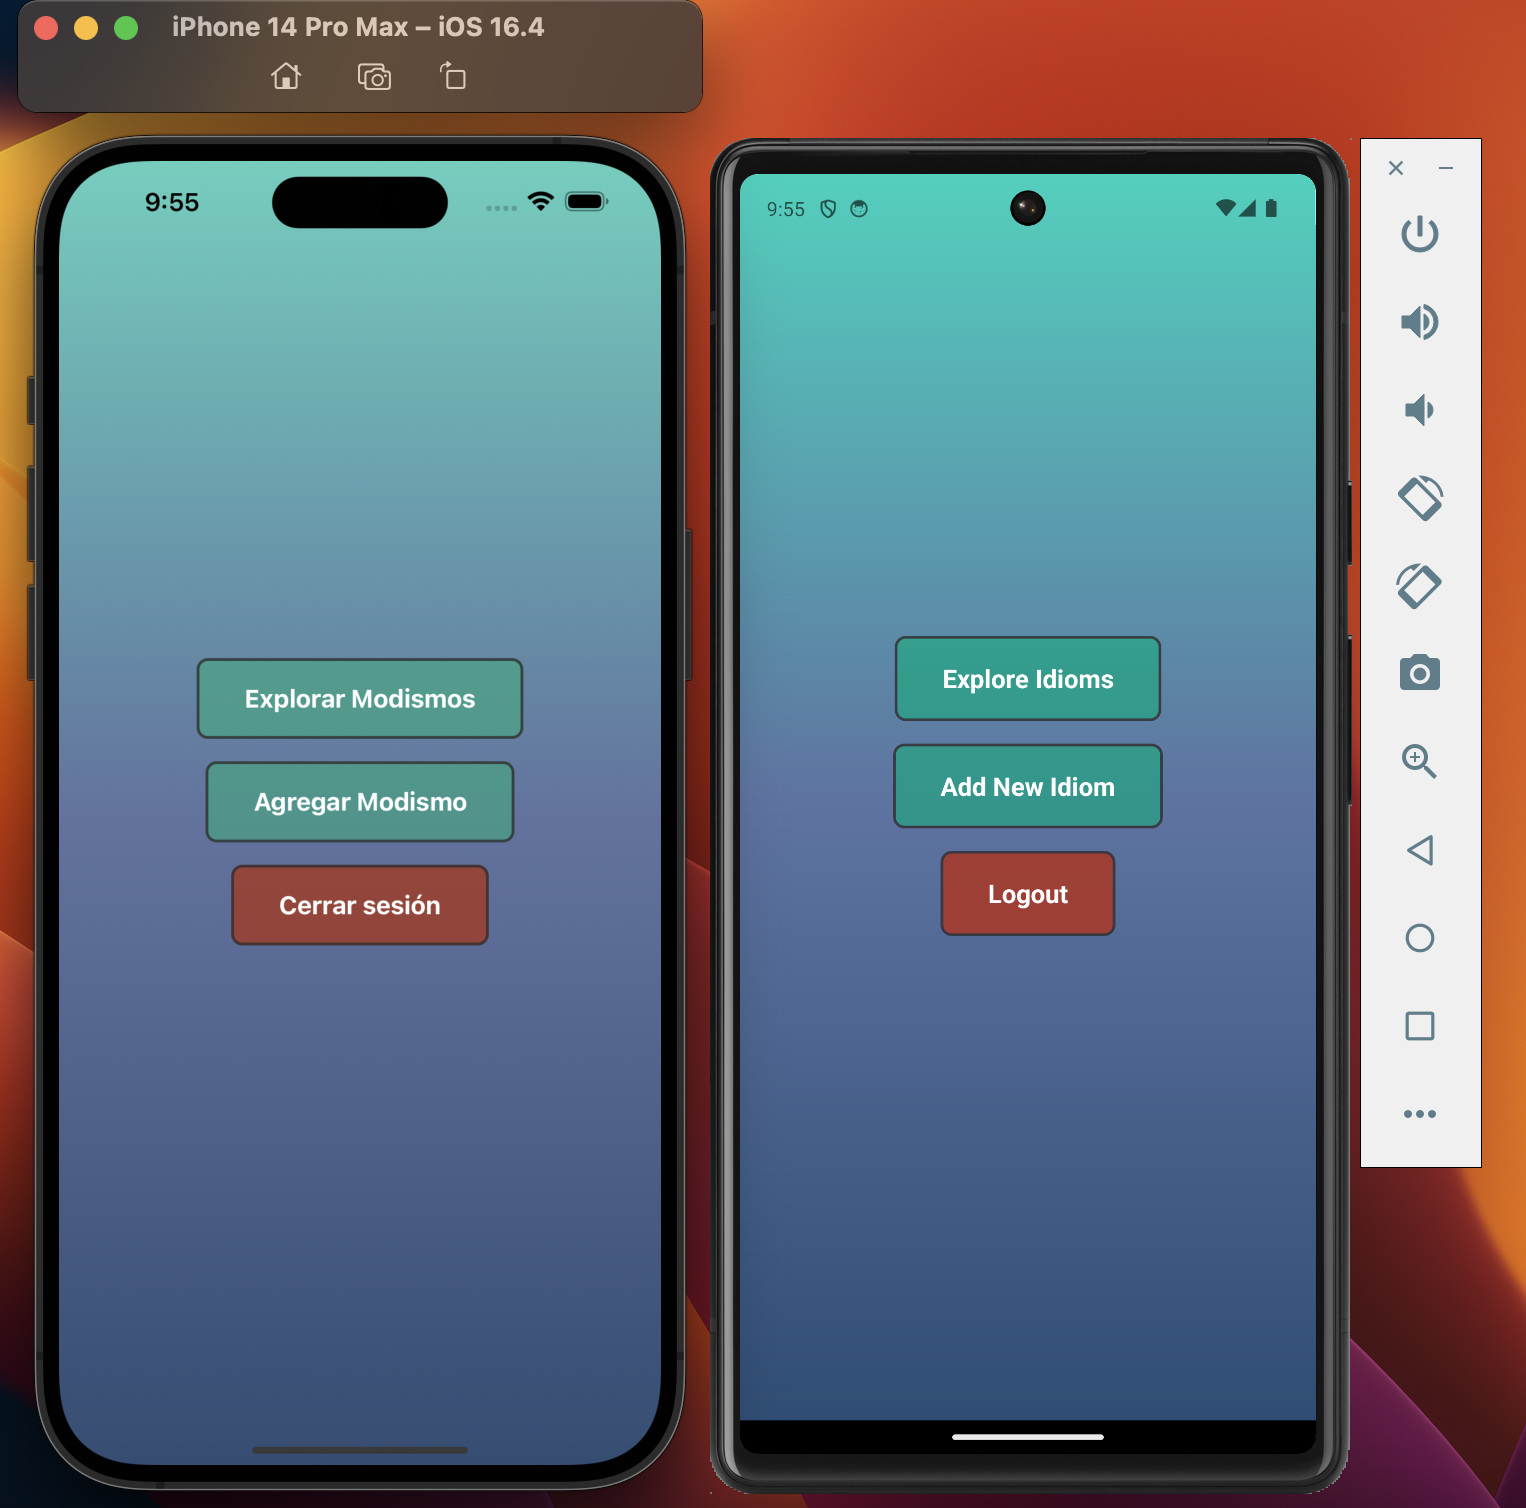 iPhone 14 Pro Max – iOS 16.4
9:55
Explorar Modismos
Agregar Modismo
Cerrar sesión
9:55
Explore Idioms
Add New Idiom
Logout